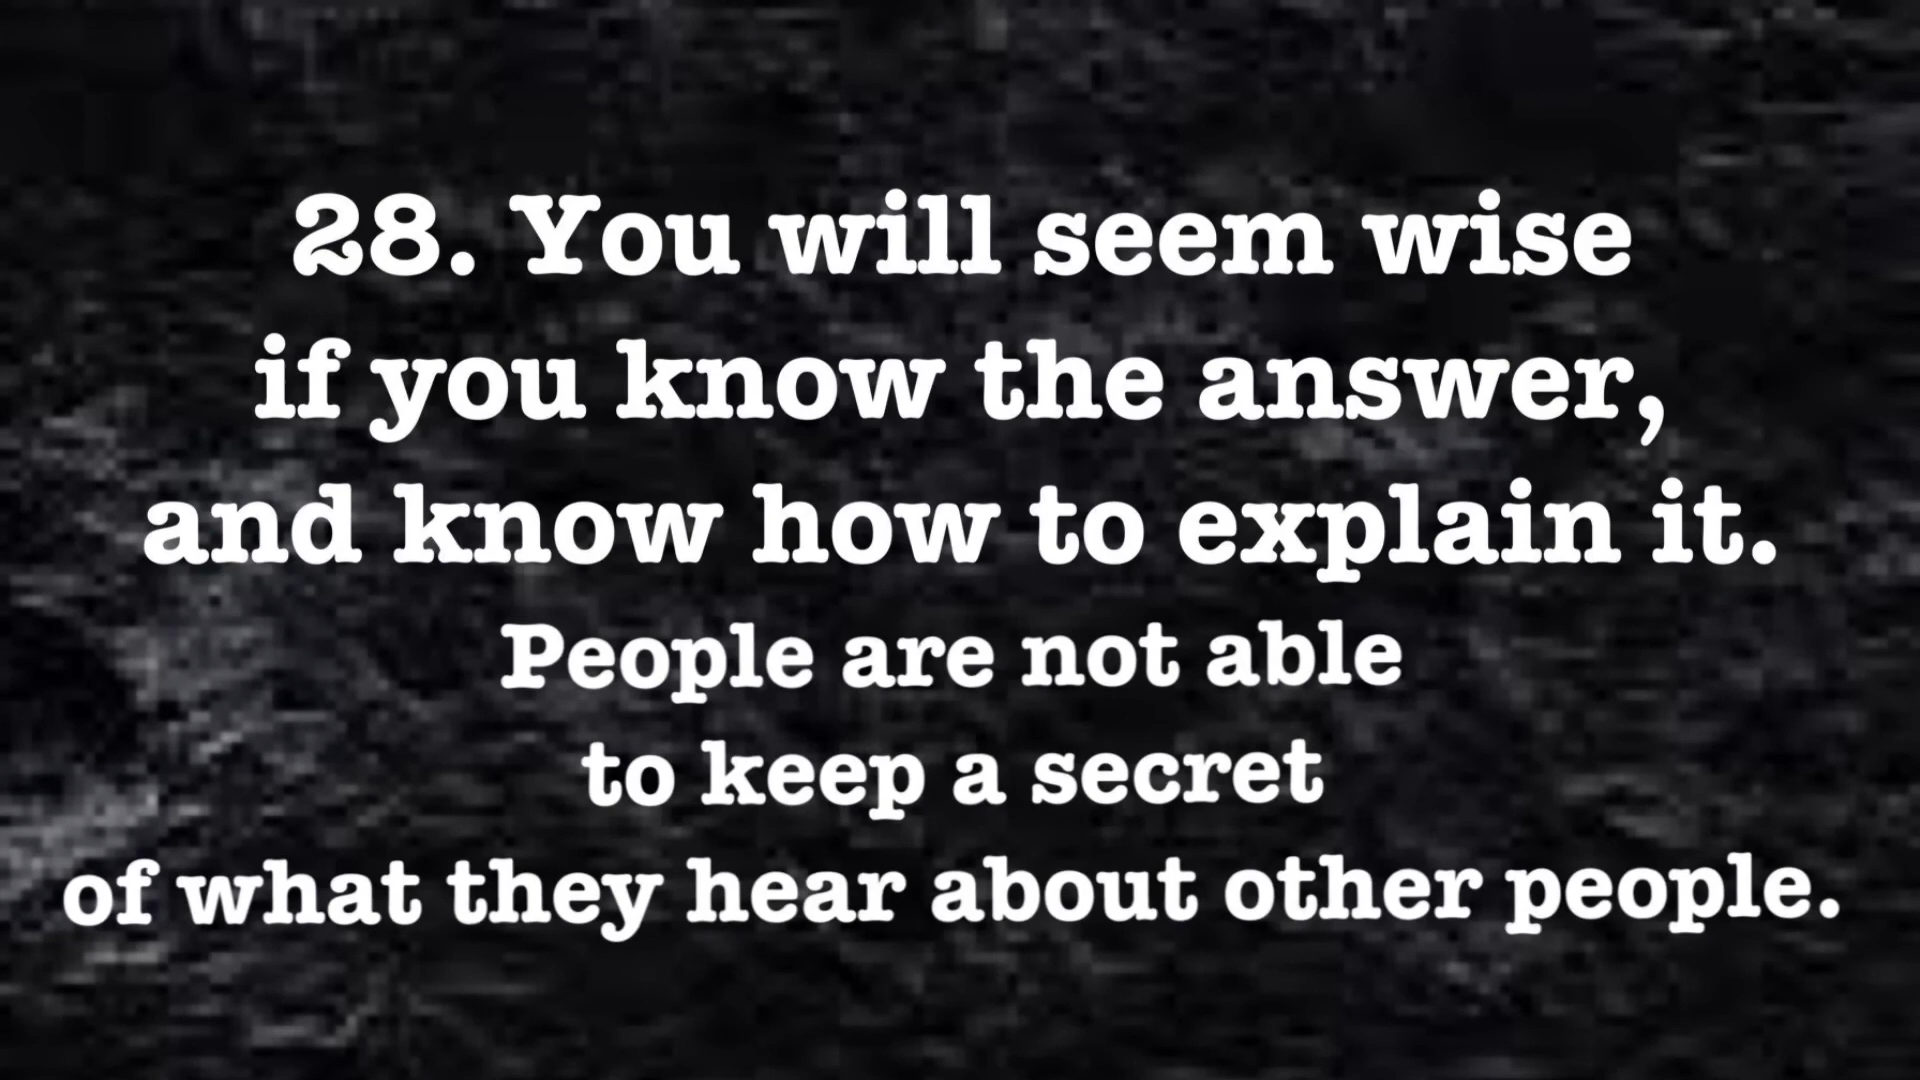 28. You will seem wise
if you know the answer,
and know how to explain it.
People are not able
to keep a secret
of what they hear about other people.